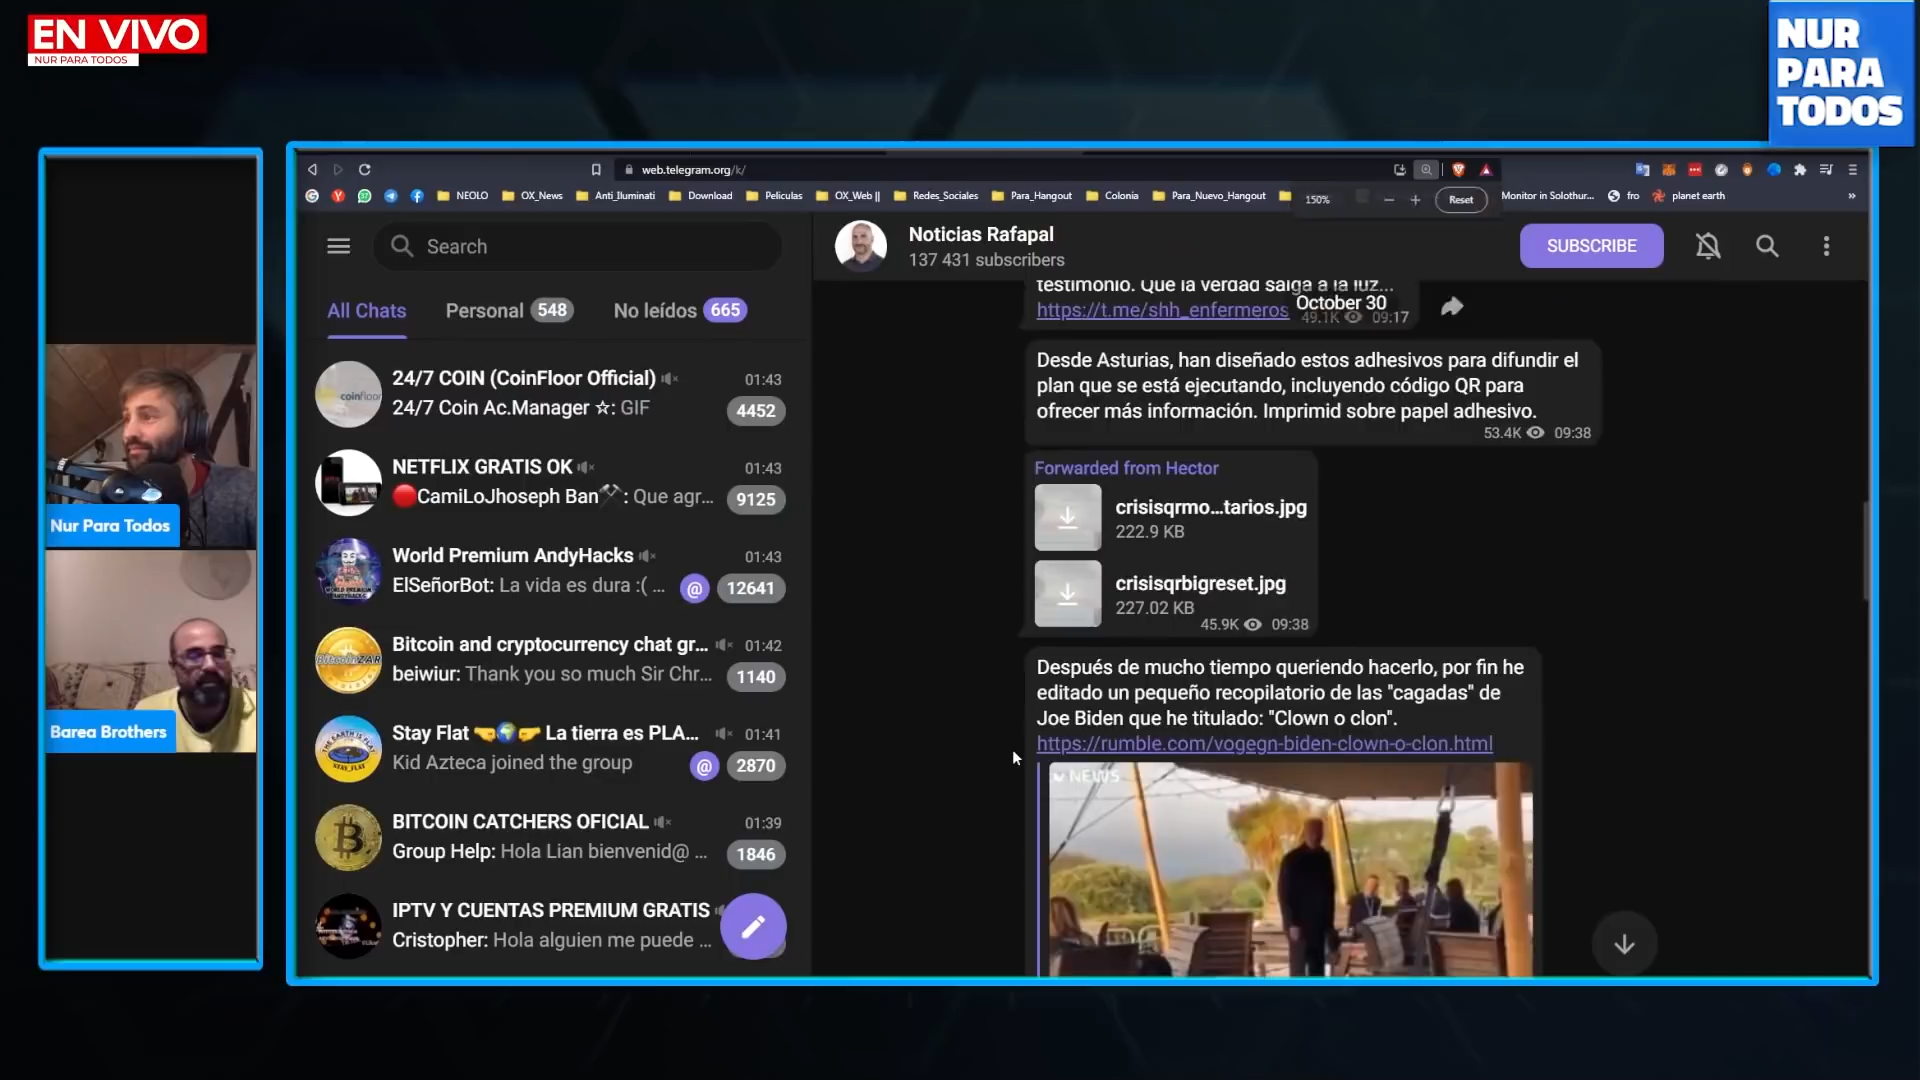 EN VIVO
NUR PARA TODOS
NUR
PARA
TODOS
web.telegram.org/k/
NEOLO
OX_News
Anti_Iluminati
Download
Peliculas
OX_Web ||
Redes_Sociales
Para_Hangout
Colonia
Para_Nuevo_Hangout
150%
Reset
Monitor in Solothur...
fro
planet earth
Search
All Chats
Personal 548
No leídos 665
24/7 COIN (CoinFloor Official) 01:43
24/7 Coin Ac.Manager ☆: GIF 4452
NETFLIX GRATIS OK 01:43
🔴CamiLoJhoseph Ban⚒: Que agr... 9125
World Premium AndyHacks 01:43
ElSeñorBot: La vida es dura :( ... @ 12641
Bitcoin and cryptocurrency chat gr... 01:42
beiwiur: Thank you so much Sir Chr... 1140
Stay Flat 🤜🌍🤛 La tierra es PLA... 01:41
Kid Azteca joined the group @ 2870
BITCOIN CATCHERS OFICIAL 01:39
Group Help: Hola Lian bienvenid@ ... 1846
IPTV Y CUENTAS PREMIUM GRATIS
Cristopher: Hola alguien me puede ...
Noticias Rafapal
137 431 subscribers
SUBSCRIBE
testimonio. Que la verdad salga a la luz...
October 30
https://t.me/shh_enfermeros
49.1K 09:17
Desde Asturias, han diseñado estos adhesivos para difundir el
plan que se está ejecutando, incluyendo código QR para
ofrecer más información. Imprimid sobre papel adhesivo.
53.4K 09:38
Forwarded from Hector
crisisqrmo...tarios.jpg
222.9 KB
crisisqrbigreset.jpg
227.02 KB
45.9K 09:38
Después de mucho tiempo queriendo hacerlo, por fin he
editado un pequeño recopilatorio de las "cagadas" de
Joe Biden que he titulado: "Clown o clon".
https://rumble.com/vogegn-biden-clown-o-clon.html
NEWS
Nur Para Todos
Barea Brothers